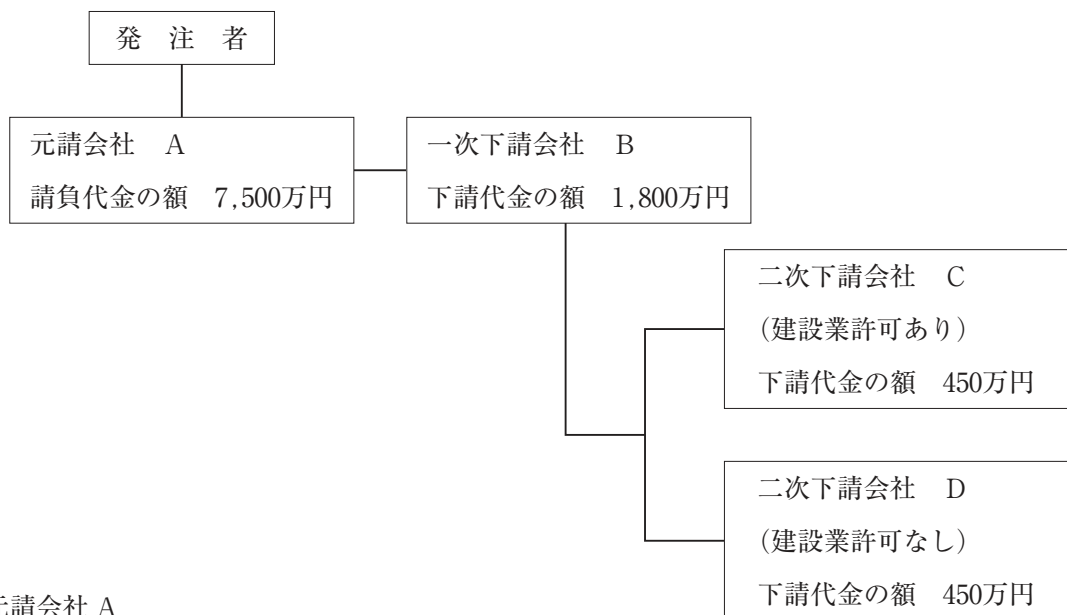 発　注　者
元請会社　A
請負代金の額　7,500万円
一次下請会社　B
下請代金の額　1,800万円
二次下請会社　C
（建設業許可あり）
下請代金の額　450万円
二次下請会社　D
（建設業許可なし）
下請代金の額　450万円
元請会社 A